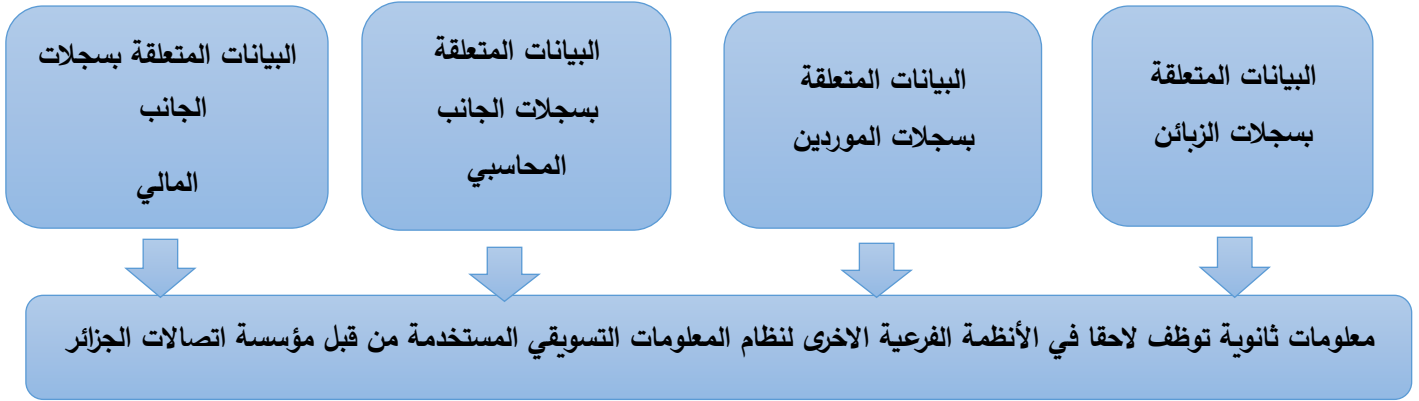 البيانات المتعلقة
بسجلات الزبائن
البيانات المتعلقة
بسجلات الموردين
البيانات المتعلقة
بسجلات الجانب
المحاسبي
البيانات المتعلقة بسجلات
الجانب
المالي
معلومات ثانوية توظف لاحقا في الأنظمة الفرعية الاخرى لنظام المعلومات التسويقي المستخدمة من قبل مؤسسة اتصالات الجزائر